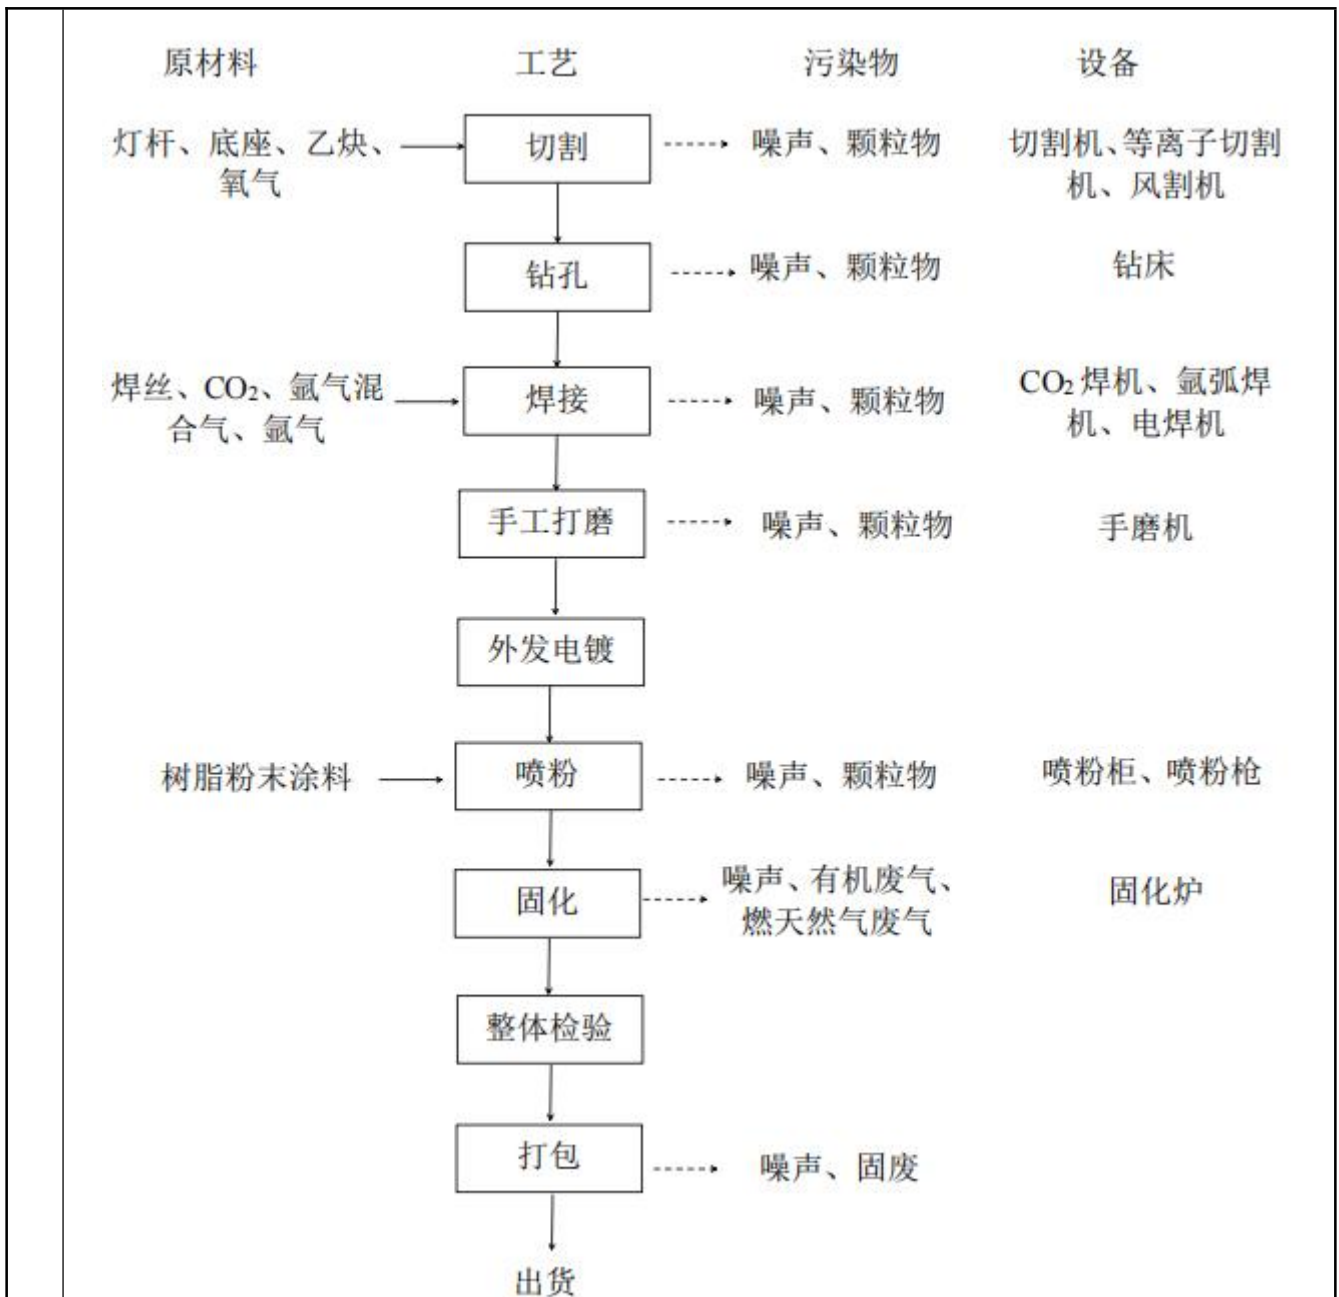 原材料 工艺 污染物 设备
灯杆、底座、乙炔、 切割 噪声、颗粒物 切割机、等离子切割
氧气 机、风割机
钻孔 噪声、颗粒物 钻床
焊丝、CO₂、氩气混 焊接 噪声、颗粒物 CO₂焊机、氩弧焊
合气、氩气 机、电焊机
手工打磨 噪声、颗粒物 手磨机
外发电镀
树脂粉末涂料 喷粉 噪声、颗粒物 喷粉柜、喷粉枪
固化 噪声、有机废气、 固化炉
燃天然气废气
整体检验
打包 噪声、固废
出货